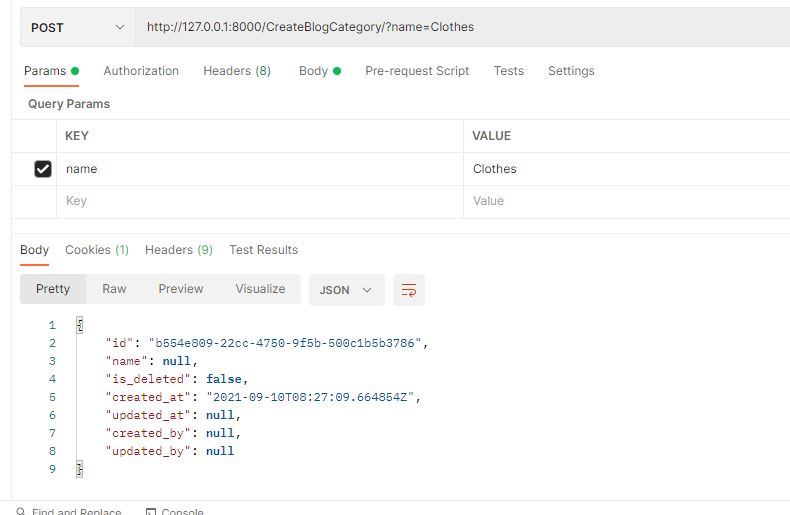 POST http://127.0.0.1:8000/CreateBlogCategory/?name=Clothes
Params Authorization Headers (8) Body Pre-request Script Tests Settings
Query Params
KEY VALUE
name Clothes
Key Value
Body Cookies (1) Headers (9) Test Results
Pretty Raw Preview Visualize JSON
1 {
2 "id": "b554e809-22cc-4750-9f5b-500c1b5b3786",
3 "name": null,
4 "is_deleted": false,
5 "created_at": "2021-09-10T08:27:09.664854Z",
6 "updated_at": null,
7 "created_by": null,
8 "updated_by": null
9 }
Find and Replace Console